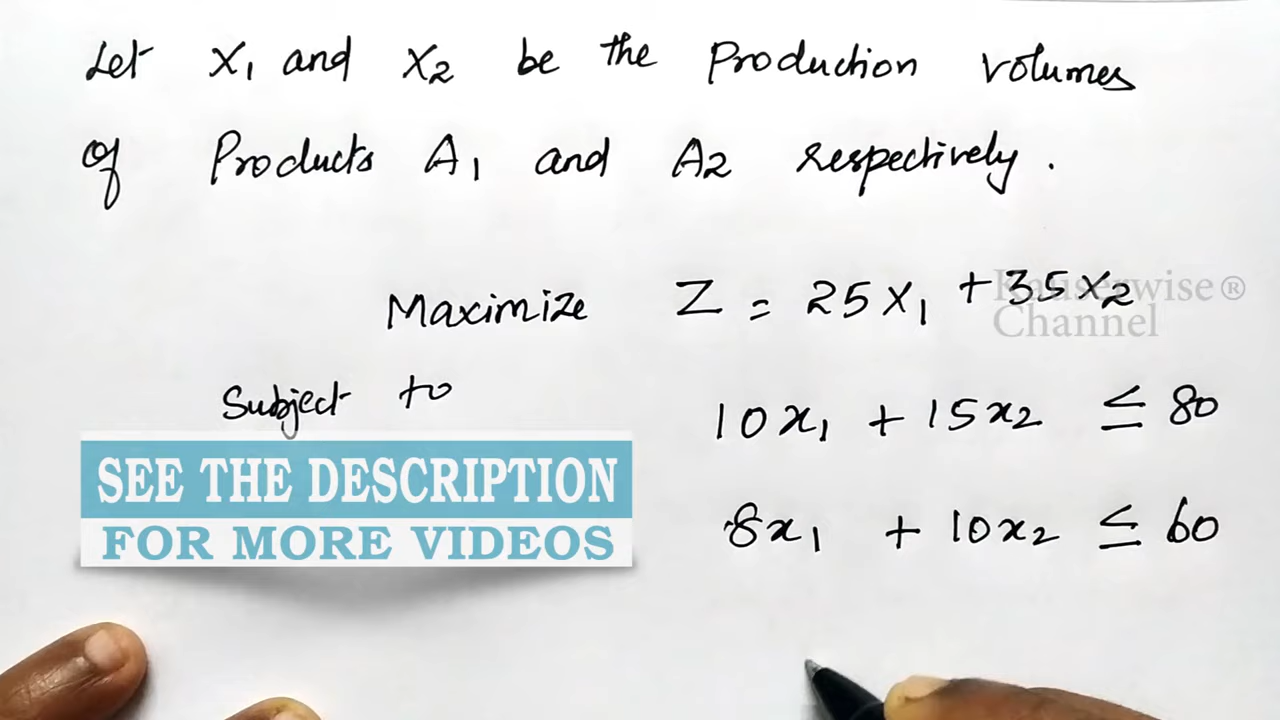 Let X1 and X2 be the Production volumes
of Products A1 and A2 respectively.
Maximize Z = 25X1 + 35X2
Kauserwise®
Channel
Subject to 10x1 + 15x2 ≤ 80
SEE THE DESCRIPTION
FOR MORE VIDEOS
8x1 + 10x2 ≤ 60